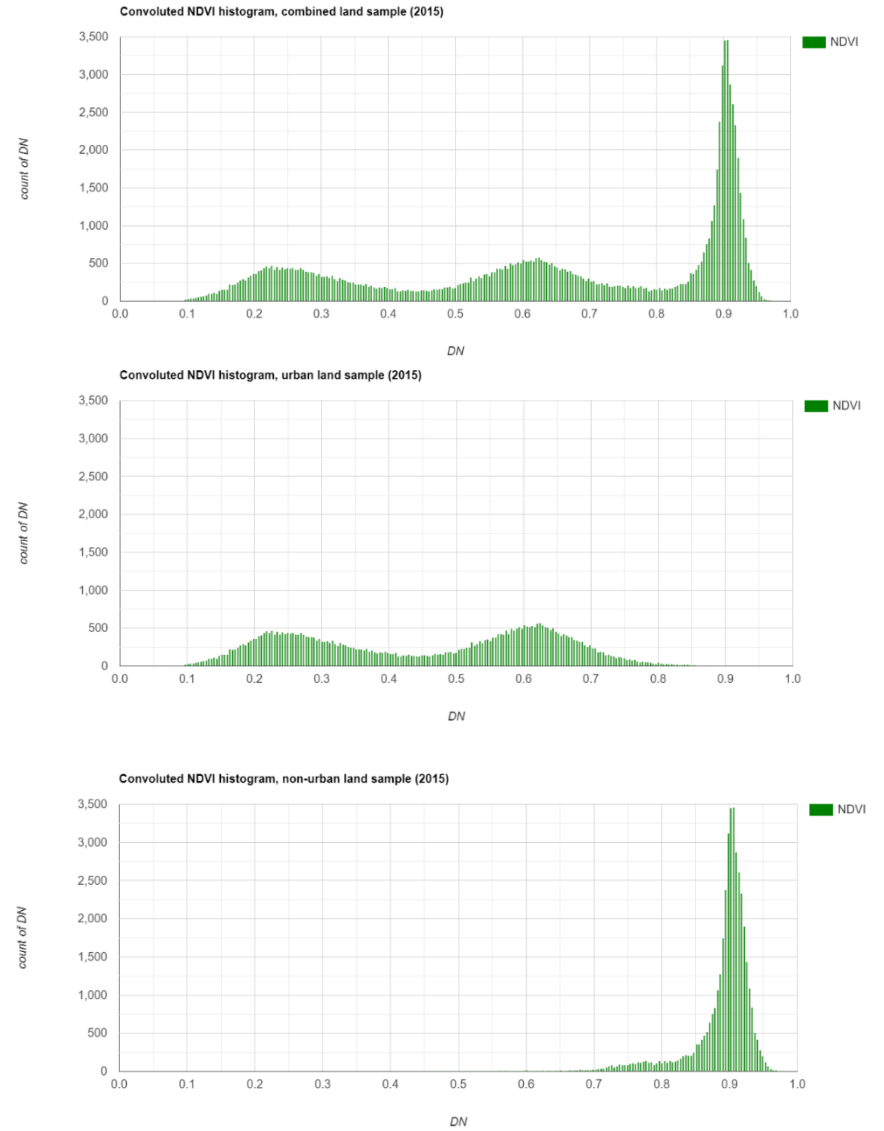 Convoluted NDVI histogram, combined land sample (2015)
3,500
3,000
2,500
2,000
1,500
1,000
500
0
count of DN
NDVI
0.0 0.1 0.2 0.3 0.4 0.5 0.6 0.7 0.8 0.9 1.0
DN
Convoluted NDVI histogram, urban land sample (2015)
3,500
3,000
2,500
2,000
1,500
1,000
500
0
count of DN
NDVI
0.0 0.1 0.2 0.3 0.4 0.5 0.6 0.7 0.8 0.9 1.0
DN
Convoluted NDVI histogram, non-urban land sample (2015)
3,500
3,000
2,500
2,000
1,500
1,000
500
0
count of DN
NDVI
0.0 0.1 0.2 0.3 0.4 0.5 0.6 0.7 0.8 0.9 1.0
DN